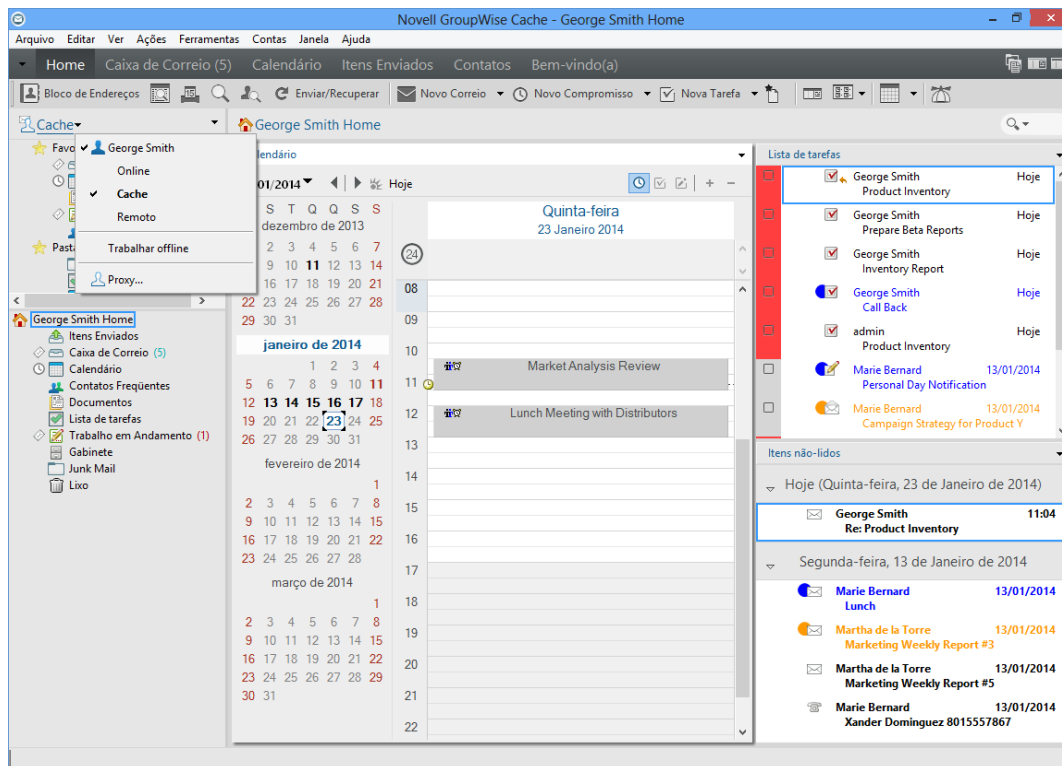 Novell GroupWise Cache - George Smith Home
Arquivo Editar Ver Ações Ferramentas Contas Janela Ajuda
Home Caixa de Correio (5) Calendário Itens Enviados Contatos Bem-vindo(a)
Bloco de Endereços Enviar/Recuperar Novo Correio Novo Compromisso Nova Tarefa
Cache
George Smith Home
Favo
George Smith
Online
Cache
Remoto
Trabalhar offline
Proxy...
Past
George Smith Home
Itens Enviados
Caixa de Correio (5)
Calendário
Contatos Freqüentes
Documentos
Lista de tarefas
Trabalho em Andamento (1)
Gabinete
Junk Mail
Lixo
lendário
01/2014 Hoje
S T Q Q S S
dezembro de 2013
2 3 4 5 6 7
9 10 11 12 13 14
16 17 18 19 20 21
22 23 24 25 26 27 28
29 30 31
janeiro de 2014
1 2 3 4
5 6 7 8 9 10 11
12 13 14 15 16 17 18
19 20 21 22 23 24 25
26 27 28 29 30 31
fevereiro de 2014
1
2 3 4 5 6 7 8
9 10 11 12 13 14 15
16 17 18 19 20 21 22
23 24 25 26 27 28
março de 2014
1
2 3 4 5 6 7 8
9 10 11 12 13 14 15
16 17 18 19 20 21 22
23 24 25 26 27 28 29
30 31
Quinta-feira
23 Janeiro 2014
24
08
09
10
Market Analysis Review
11
12 Lunch Meeting with Distributors
13
14
15
16
17
18
19
20
21
22
Lista de tarefas
George Smith Hoje
Product Inventory
George Smith Hoje
Prepare Beta Reports
George Smith Hoje
Inventory Report
George Smith Hoje
Call Back
admin Hoje
Product Inventory
Marie Bernard 13/01/2014
Personal Day Notification
Marie Bernard 13/01/2014
Campaign Strategy for Product Y
Itens não-lidos
Hoje (Quinta-feira, 23 de Janeiro de 2014)
George Smith 11:04
Re: Product Inventory
Segunda-feira, 13 de Janeiro de 2014
Marie Bernard 13/01/2014
Lunch
Martha de la Torre 13/01/2014
Marketing Weekly Report #3
Martha de la Torre 13/01/2014
Marketing Weekly Report #5
Marie Bernard 13/01/2014
Xander Dominguez 8015557867